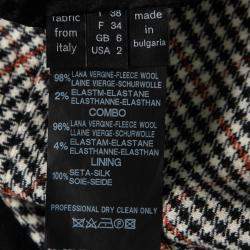 fabric from italy
I 38
F 34
GB 6
USA 2
made in bulgaria
98% LANA VERGINE-FLEECE WOOL
LAINE VIERGE-SCHURWOLLE
2% ELASTM-ELASTANE
ELASTHANNE-ELASTHAN
COMBO
96% LANA VERGINE-FLEECE WOOL
LAINE VIERGE-SCHURWOLLE
4% ELASTAM-ELASTANE
ELASTHANNE-ELASTHAN
LINING
100% SETA-SILK
SOIE-SEIDE
PROFESSIONAL DRY CLEAN ONLY